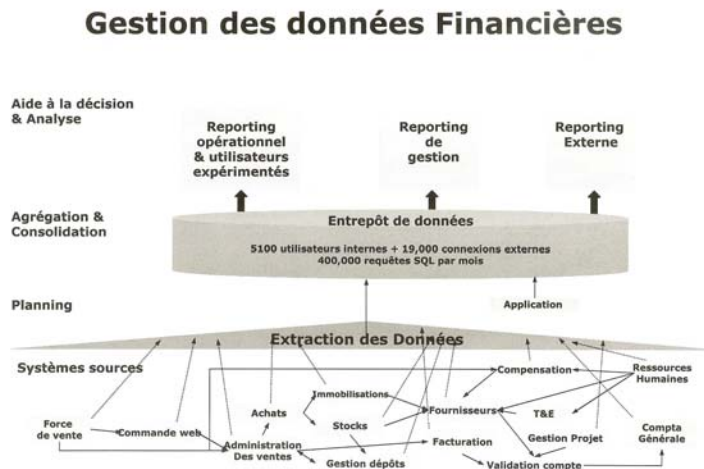 Gestion des données Financières
Aide à la décision
& Analyse
Reporting
opérationnel
& utilisateurs
expérimentés
Reporting
de
gestion
Reporting
Externe
Agrégation &
Consolidation
Entrepôt de données
5100 utilisateurs internes + 19,000 connexions externes
400,000 requêtes SQL par mois
Planning
Application
Extraction des Données
Systèmes sources
Compensation
Ressources
Humaines
Immobilisations
Achats
Fournisseurs
T&E
Force
de vente
Commande web
Stocks
Compta
Générale
Administration
Des ventes
Facturation
Gestion Projet
Gestion dépôts
Validation compte